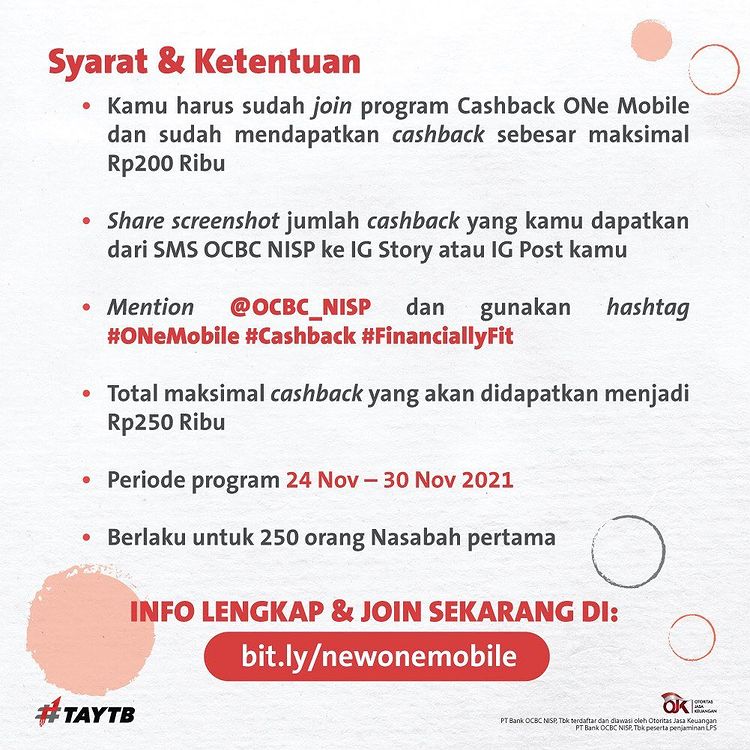 Syarat & Ketentuan
• Kamu harus sudah join program Cashback ONe Mobile
dan sudah mendapatkan cashback sebesar maksimal
Rp200 Ribu
• Share screenshot jumlah cashback yang kamu dapatkan
dari SMS OCBC NISP ke IG Story atau IG Post kamu
• Mention @OCBC_NISP dan gunakan hashtag
#ONeMobile #Cashback #FinanciallyFit
• Total maksimal cashback yang akan didapatkan menjadi
Rp250 Ribu
• Periode program 24 Nov – 30 Nov 2021
• Berlaku untuk 250 orang Nasabah pertama
INFO LENGKAP & JOIN SEKARANG DI:
bit.ly/newonemobile
#TAYTB
OJK OTORITAS
JASA
KEUANGAN
PT Bank OCBC NISP, Tbk terdaftar dan diawasi oleh Otoritas Jasa Keuangan
PT Bank OCBC NISP, Tbk peserta penjaminan LPS